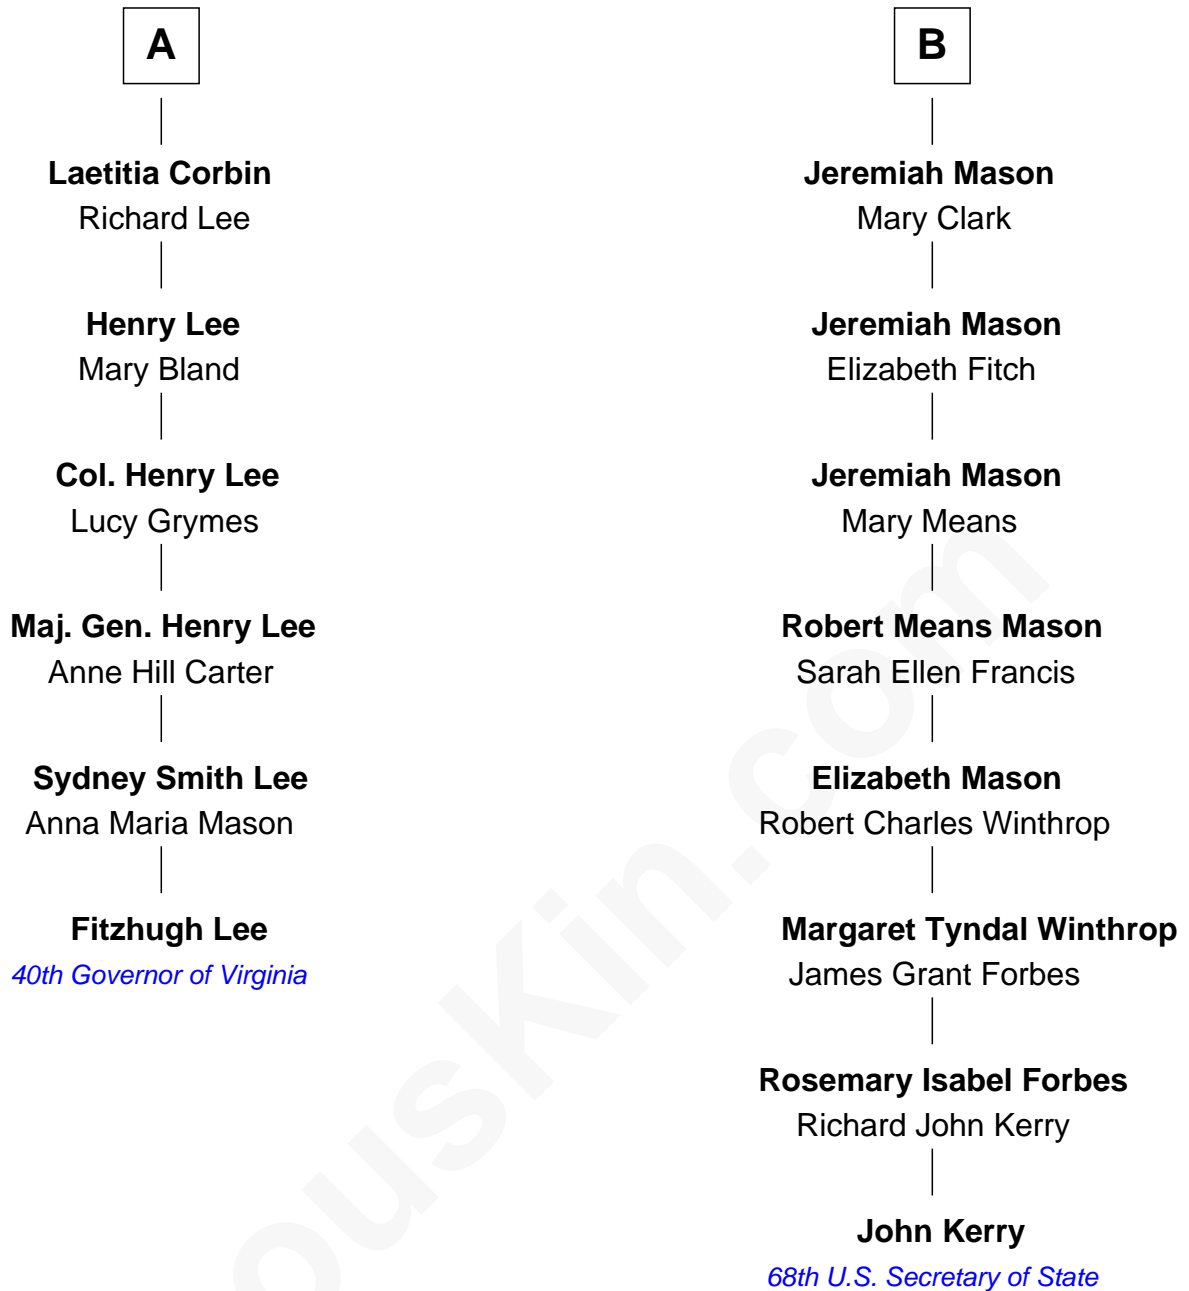 A
Laetitia Corbin
Richard Lee
Henry Lee
Mary Bland
Col. Henry Lee
Lucy Grymes
Maj. Gen. Henry Lee
Anne Hill Carter
Sydney Smith Lee
Anna Maria Mason
Fitzhugh Lee
40th Governor of Virginia
B
Jeremiah Mason
Mary Clark
Jeremiah Mason
Elizabeth Fitch
Jeremiah Mason
Mary Means
Robert Means Mason
Sarah Ellen Francis
Elizabeth Mason
Robert Charles Winthrop
Margaret Tyndal Winthrop
James Grant Forbes
Rosemary Isabel Forbes
Richard John Kerry
John Kerry
68th U.S. Secretary of State
ousKin.com